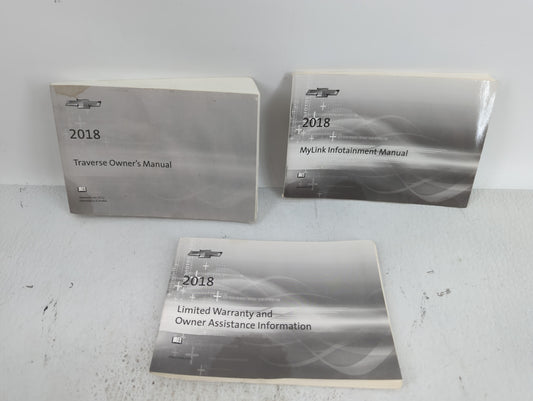 2018
Traverse Owner's Manual
2018
MyLink Infotainment Manual
2018
Limited Warranty and
Owner Assistance Information